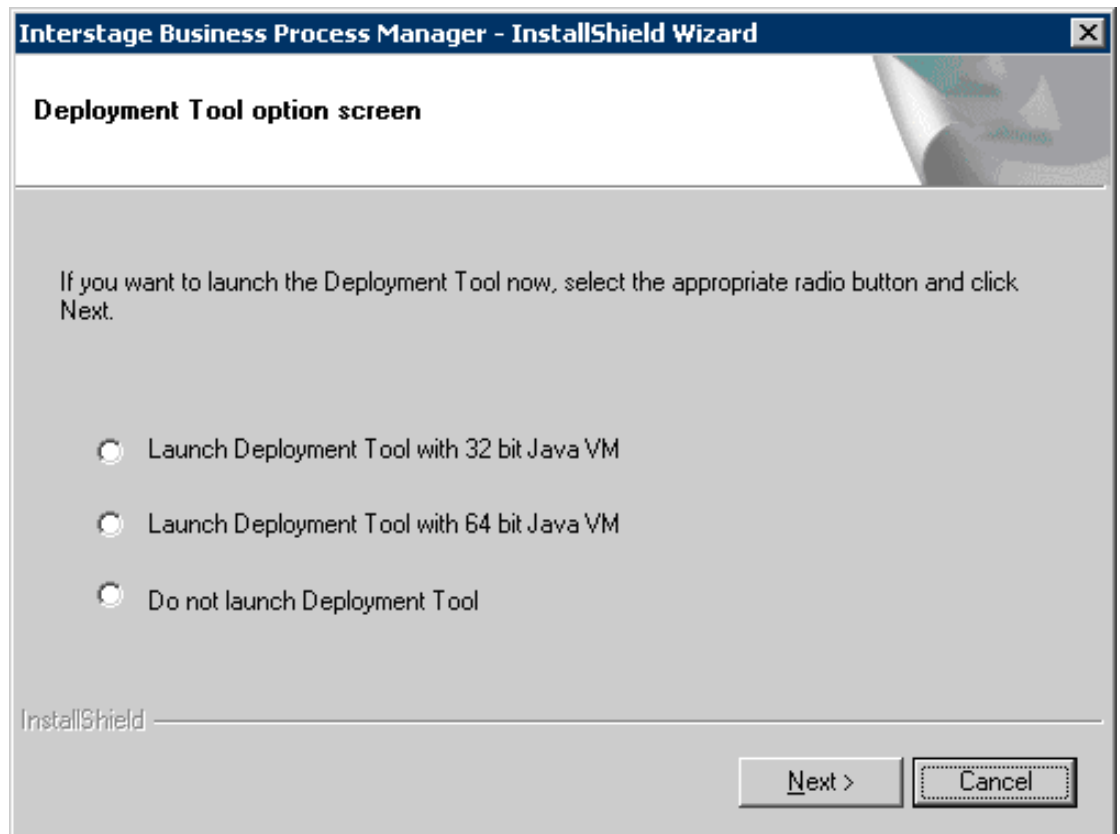 Interstage Business Process Manager - InstallShield Wizard
Deployment Tool option screen
If you want to launch the Deployment Tool now, select the appropriate radio button and click
Next.
Launch Deployment Tool with 32 bit Java VM
Launch Deployment Tool with 64 bit Java VM
Do not launch Deployment Tool
InstallShield
Next >
Cancel